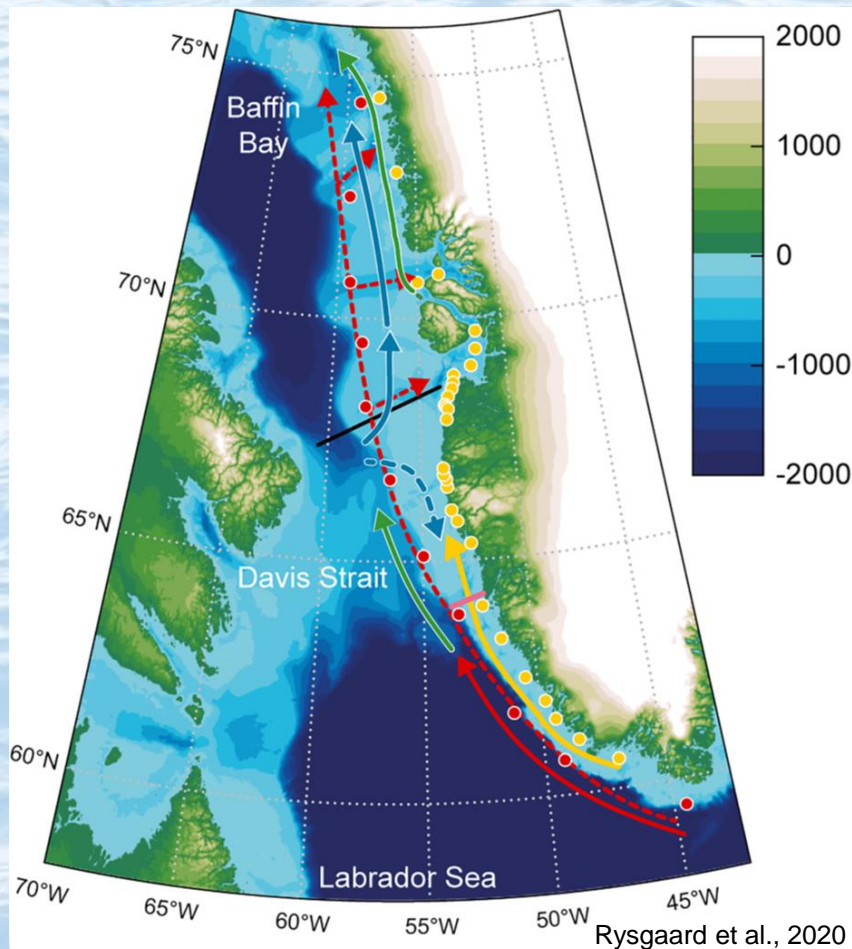 75°N
2000
Baffin
Bay
1000
0
70°N
-1000
-2000
65°N
Davis Strait
60°N
Labrador Sea
70°W
65°W
60°W
55°W
50°W
45°W
Rysgaard et al., 2020